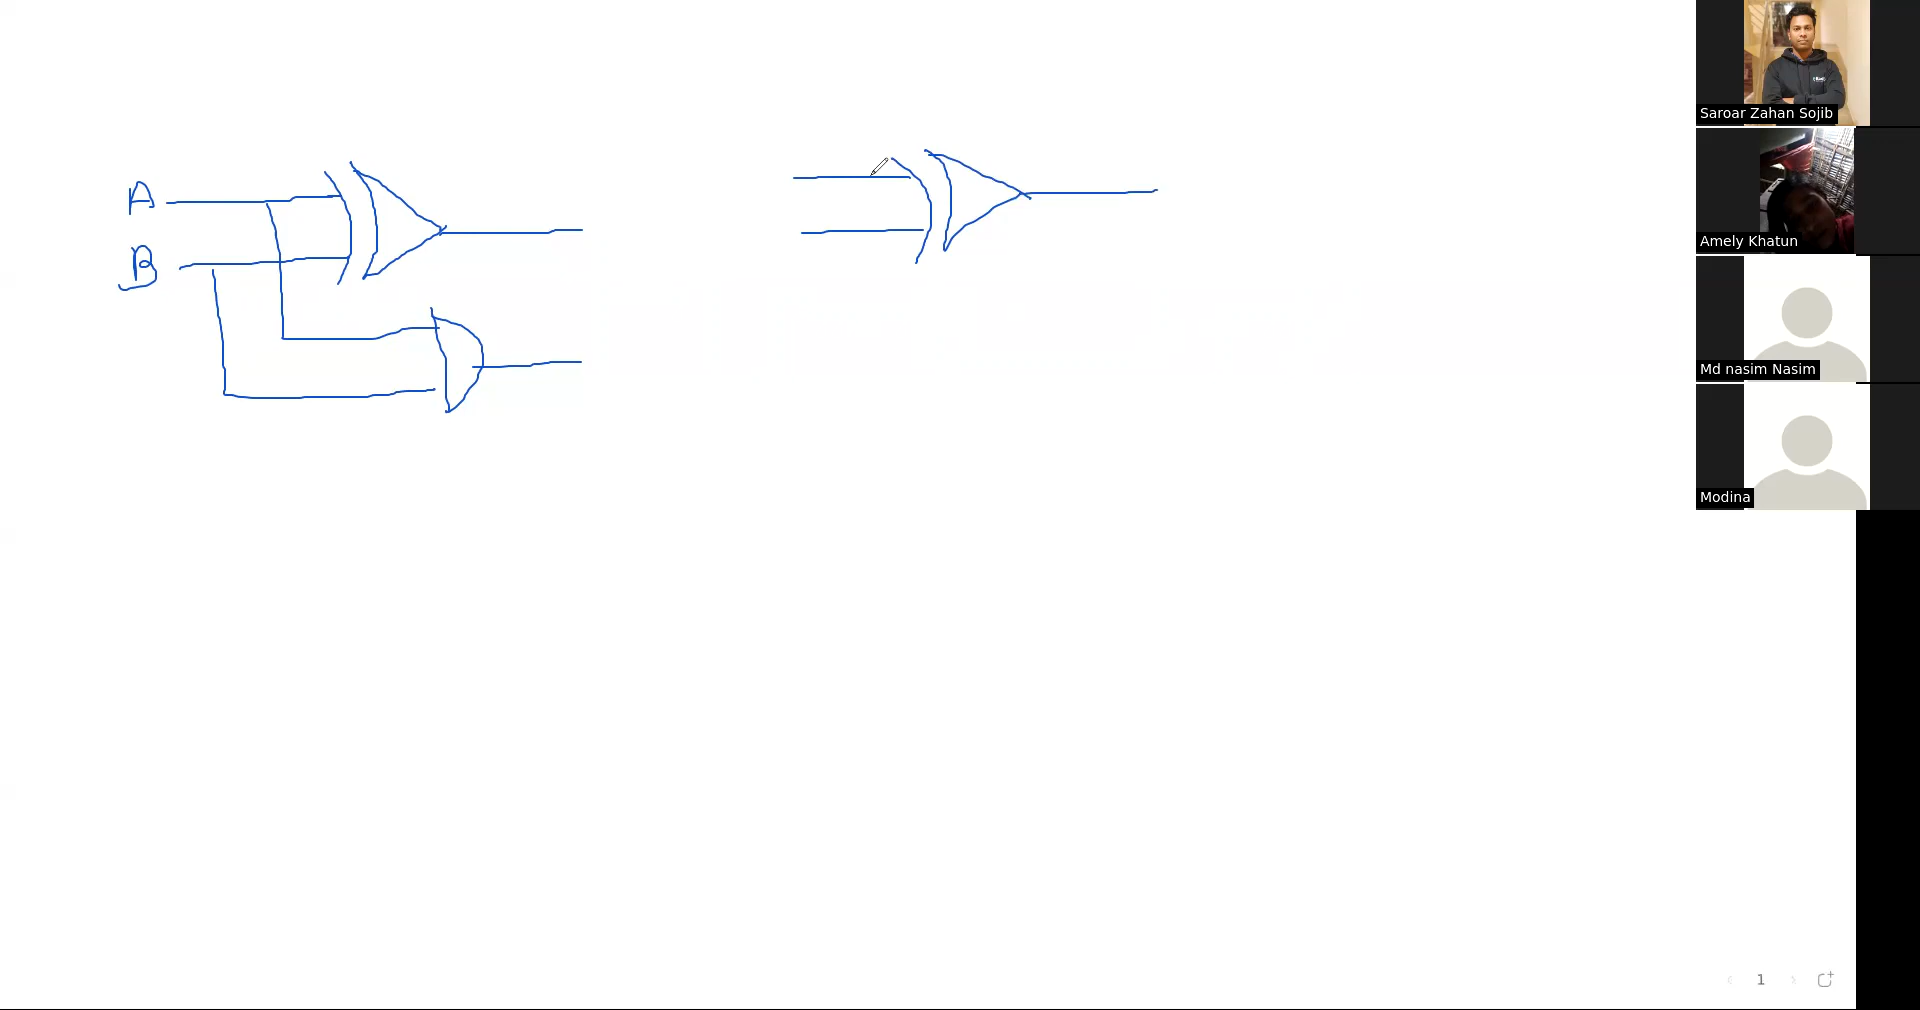 A
B
Saroar Zahan Sojib
Amely Khatun
Md nasim Nasim
Modina
1